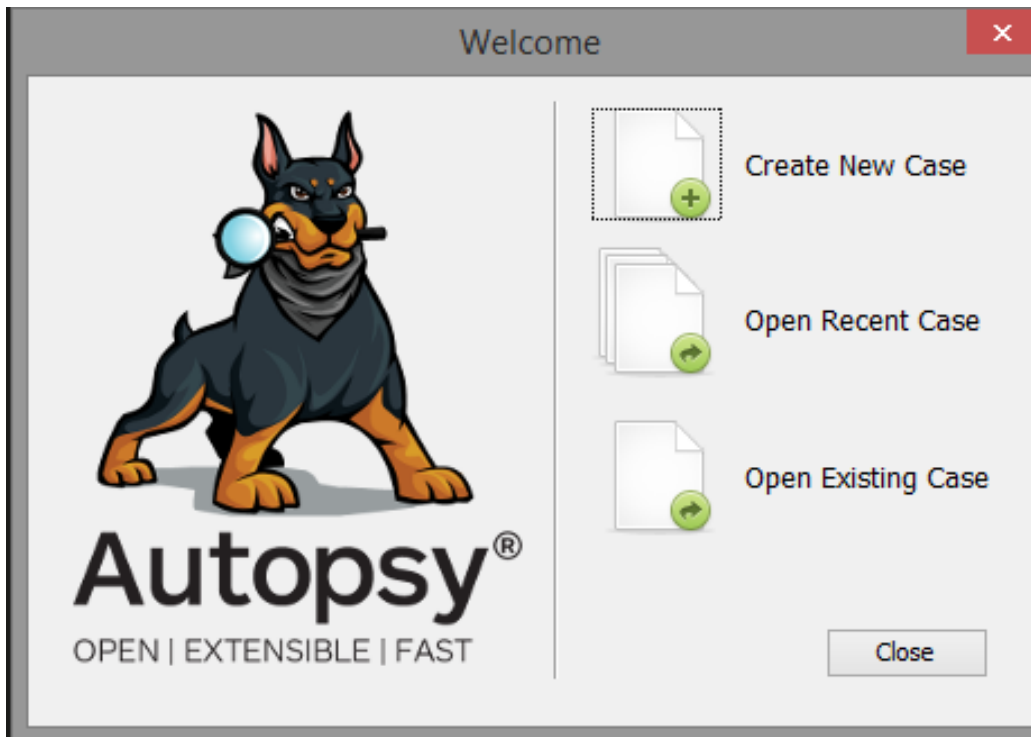 Welcome
Create New Case
Open Recent Case
Open Existing Case
Autopsy®
OPEN | EXTENSIBLE | FAST
Close